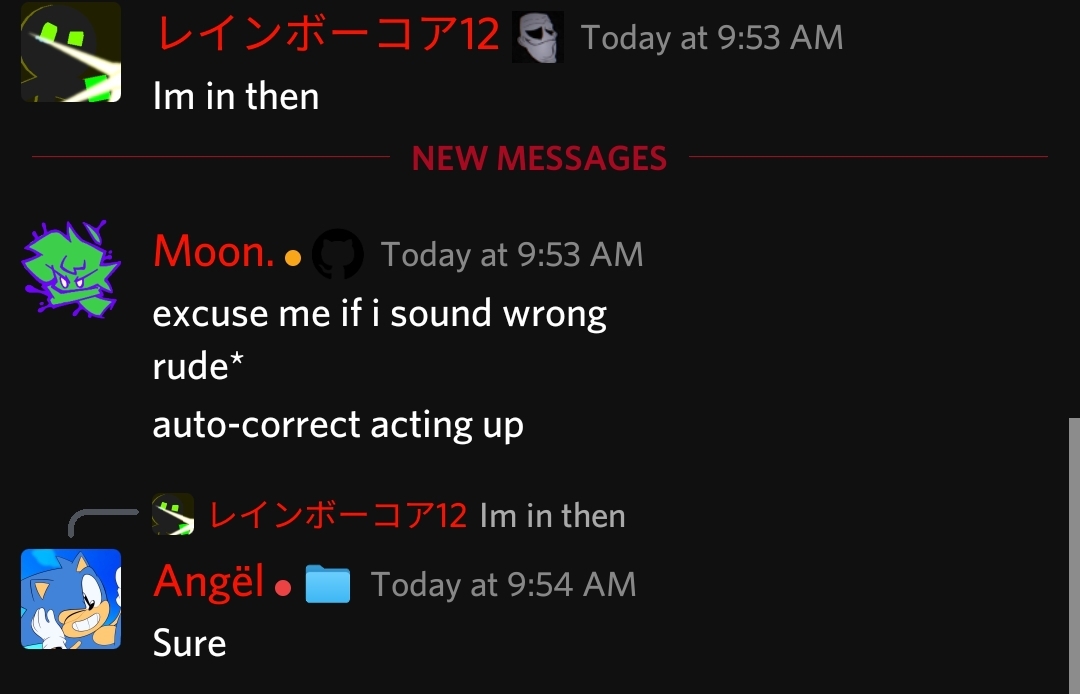 レインボーコア12 Today at 9:53 AM
Im in then
NEW MESSAGES
Moon. Today at 9:53 AM
excuse me if i sound wrong
rude*
auto-correct acting up
レインボーコア12 Im in then
Angël Today at 9:54 AM
Sure